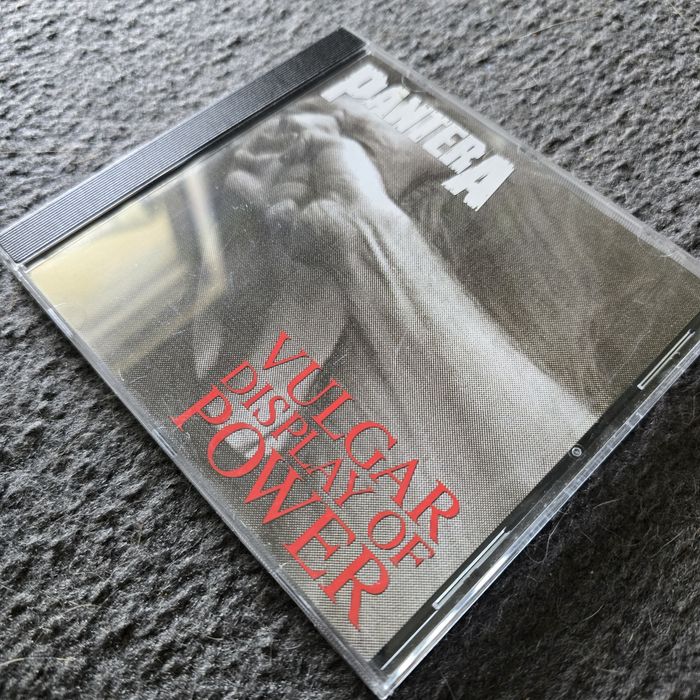 PANTERA
VULGAR
DISPLAY OF
POWER